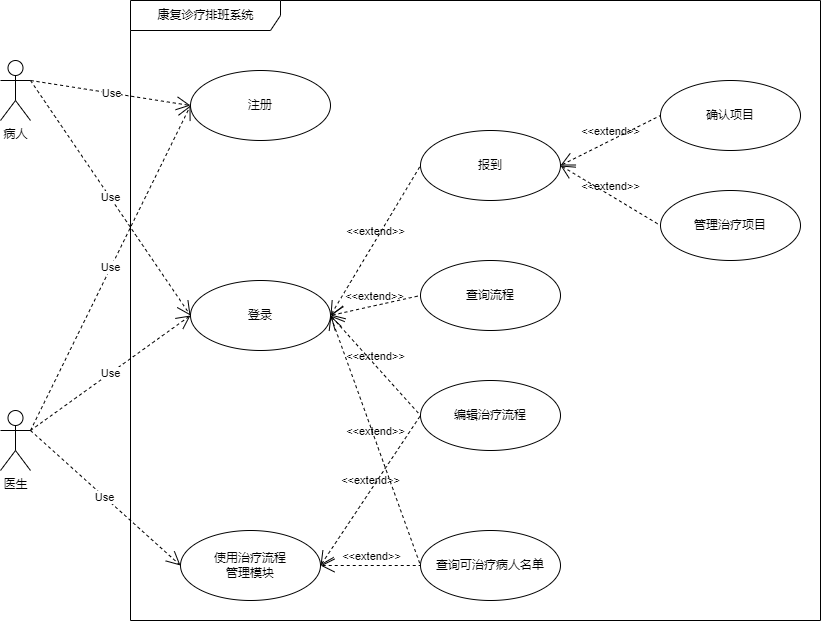 康复诊疗排班系统
病人
Use
注册
确认项目
<<extend>>
报到
<<extend>>
管理治疗项目
Use
<<extend>>
Use
<<extend>>
查询流程
登录
<<extend>>
Use
编辑治疗流程
<<extend>>
医生
<<extend>>
Use
使用治疗流程
管理模块
<<extend>>
查询可治疗病人名单